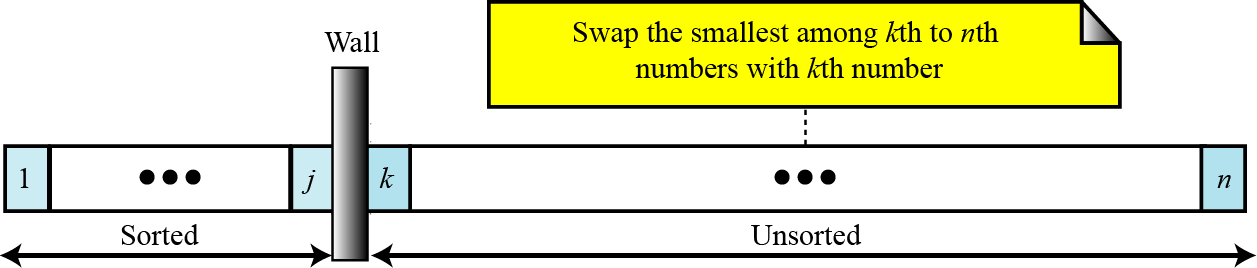 Swap the smallest among kth to nth
numbers with kth number
Wall
1 ••• j k ••• n
Sorted Unsorted